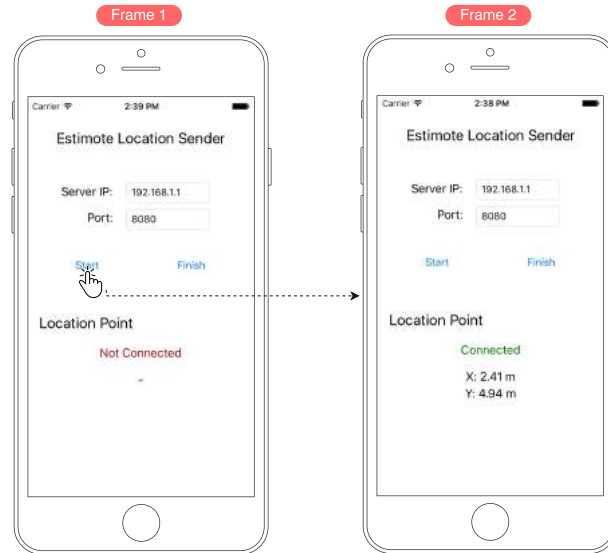 Frame 1
Carrier 2:39 PM
Estimote Location Sender
Server IP: 192.168.1.1
Port: 8080
Start Finish
Location Point
Not Connected
-
Frame 2
Carrier 2:38 PM
Estimote Location Sender
Server IP: 192.168.1.1
Port: 8080
Start Finish
Location Point
Connected
X: 2.41 m
Y: 4.94 m